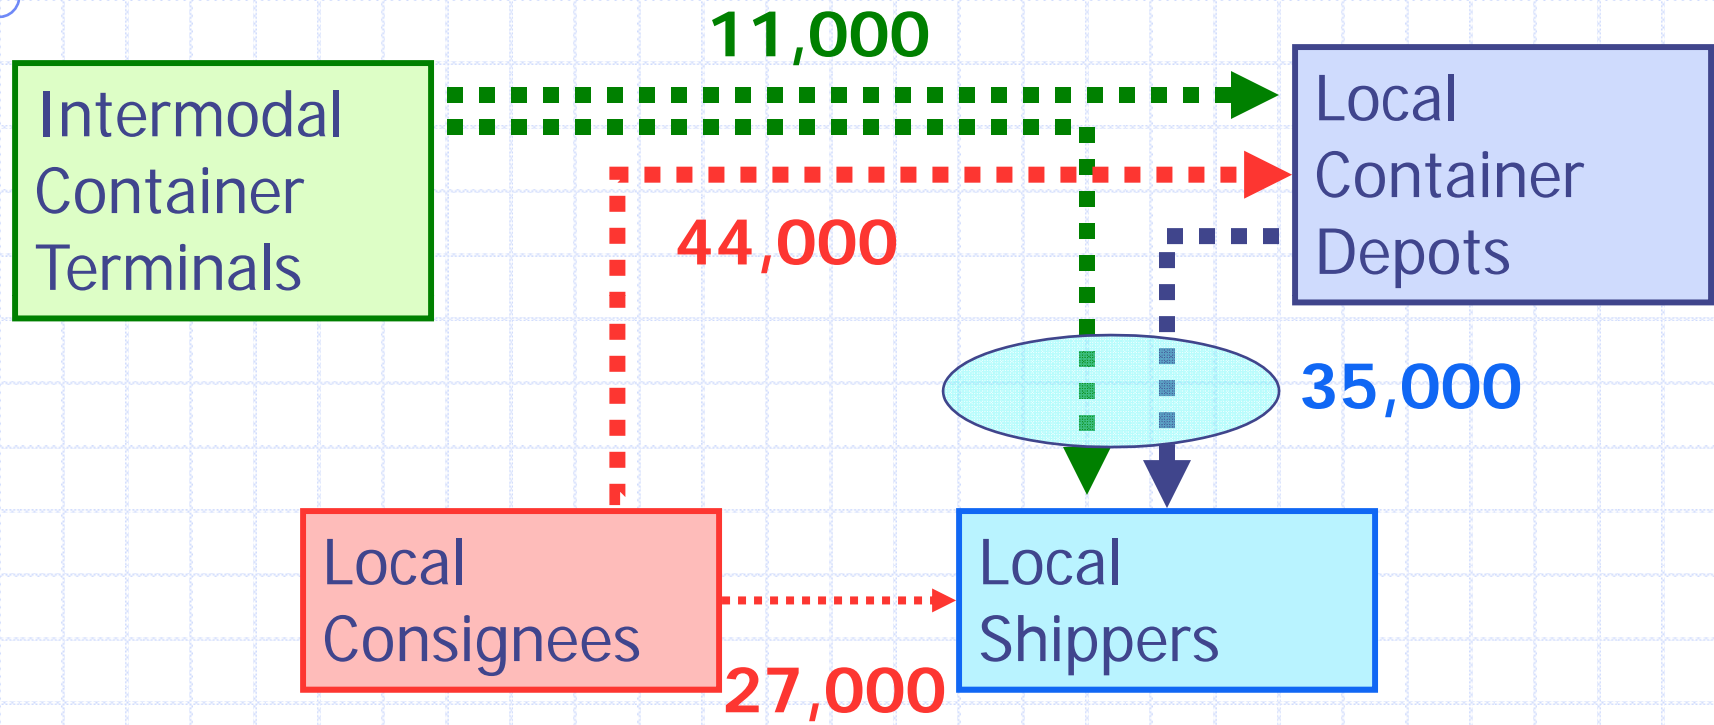 11,000
Intermodal
Container
Terminals
Local
Container
Depots
44,000
35,000
Local
Consignees
Local
Shippers
27,000